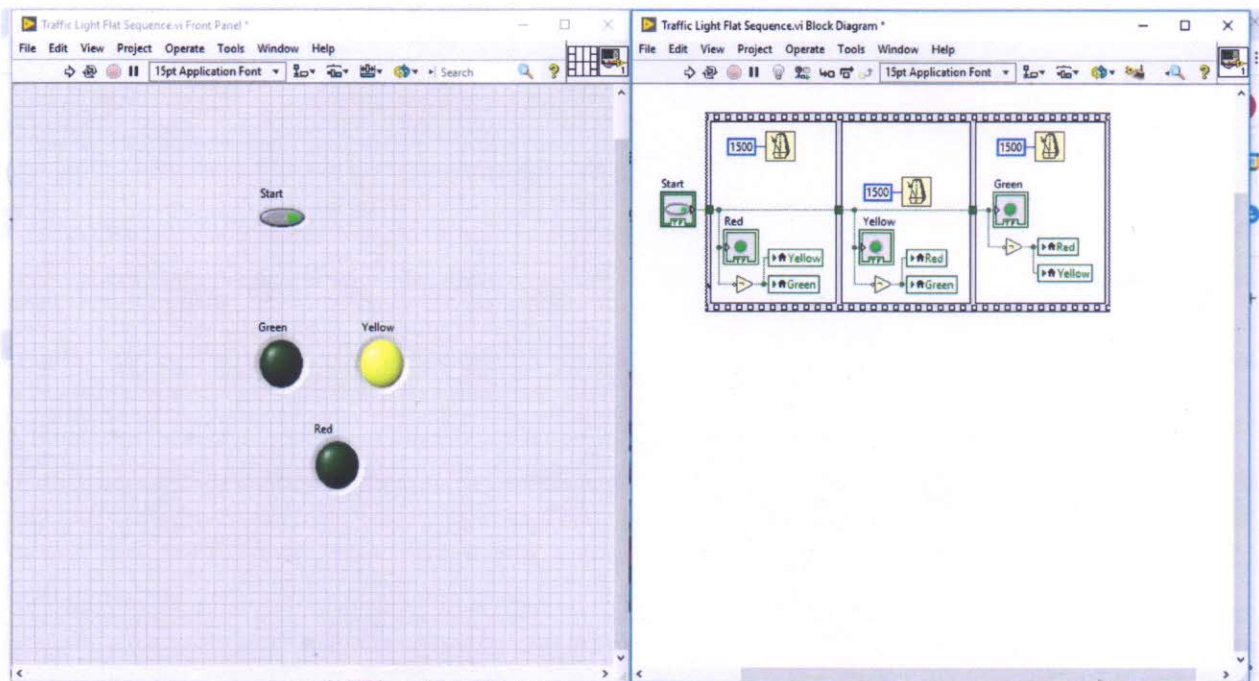 Traffic Light Flat Sequence.vi Front Panel *
File Edit View Project Operate Tools Window Help
15pt Application Font
Search
1
Start
Green
Yellow
Red
Traffic Light Flat Sequence.vi Block Diagram *
File Edit View Project Operate Tools Window Help
15pt Application Font
1
1500
1500
1500
Start
Red
Yellow
Green
Yellow
Green
Red
Green
Red
Yellow